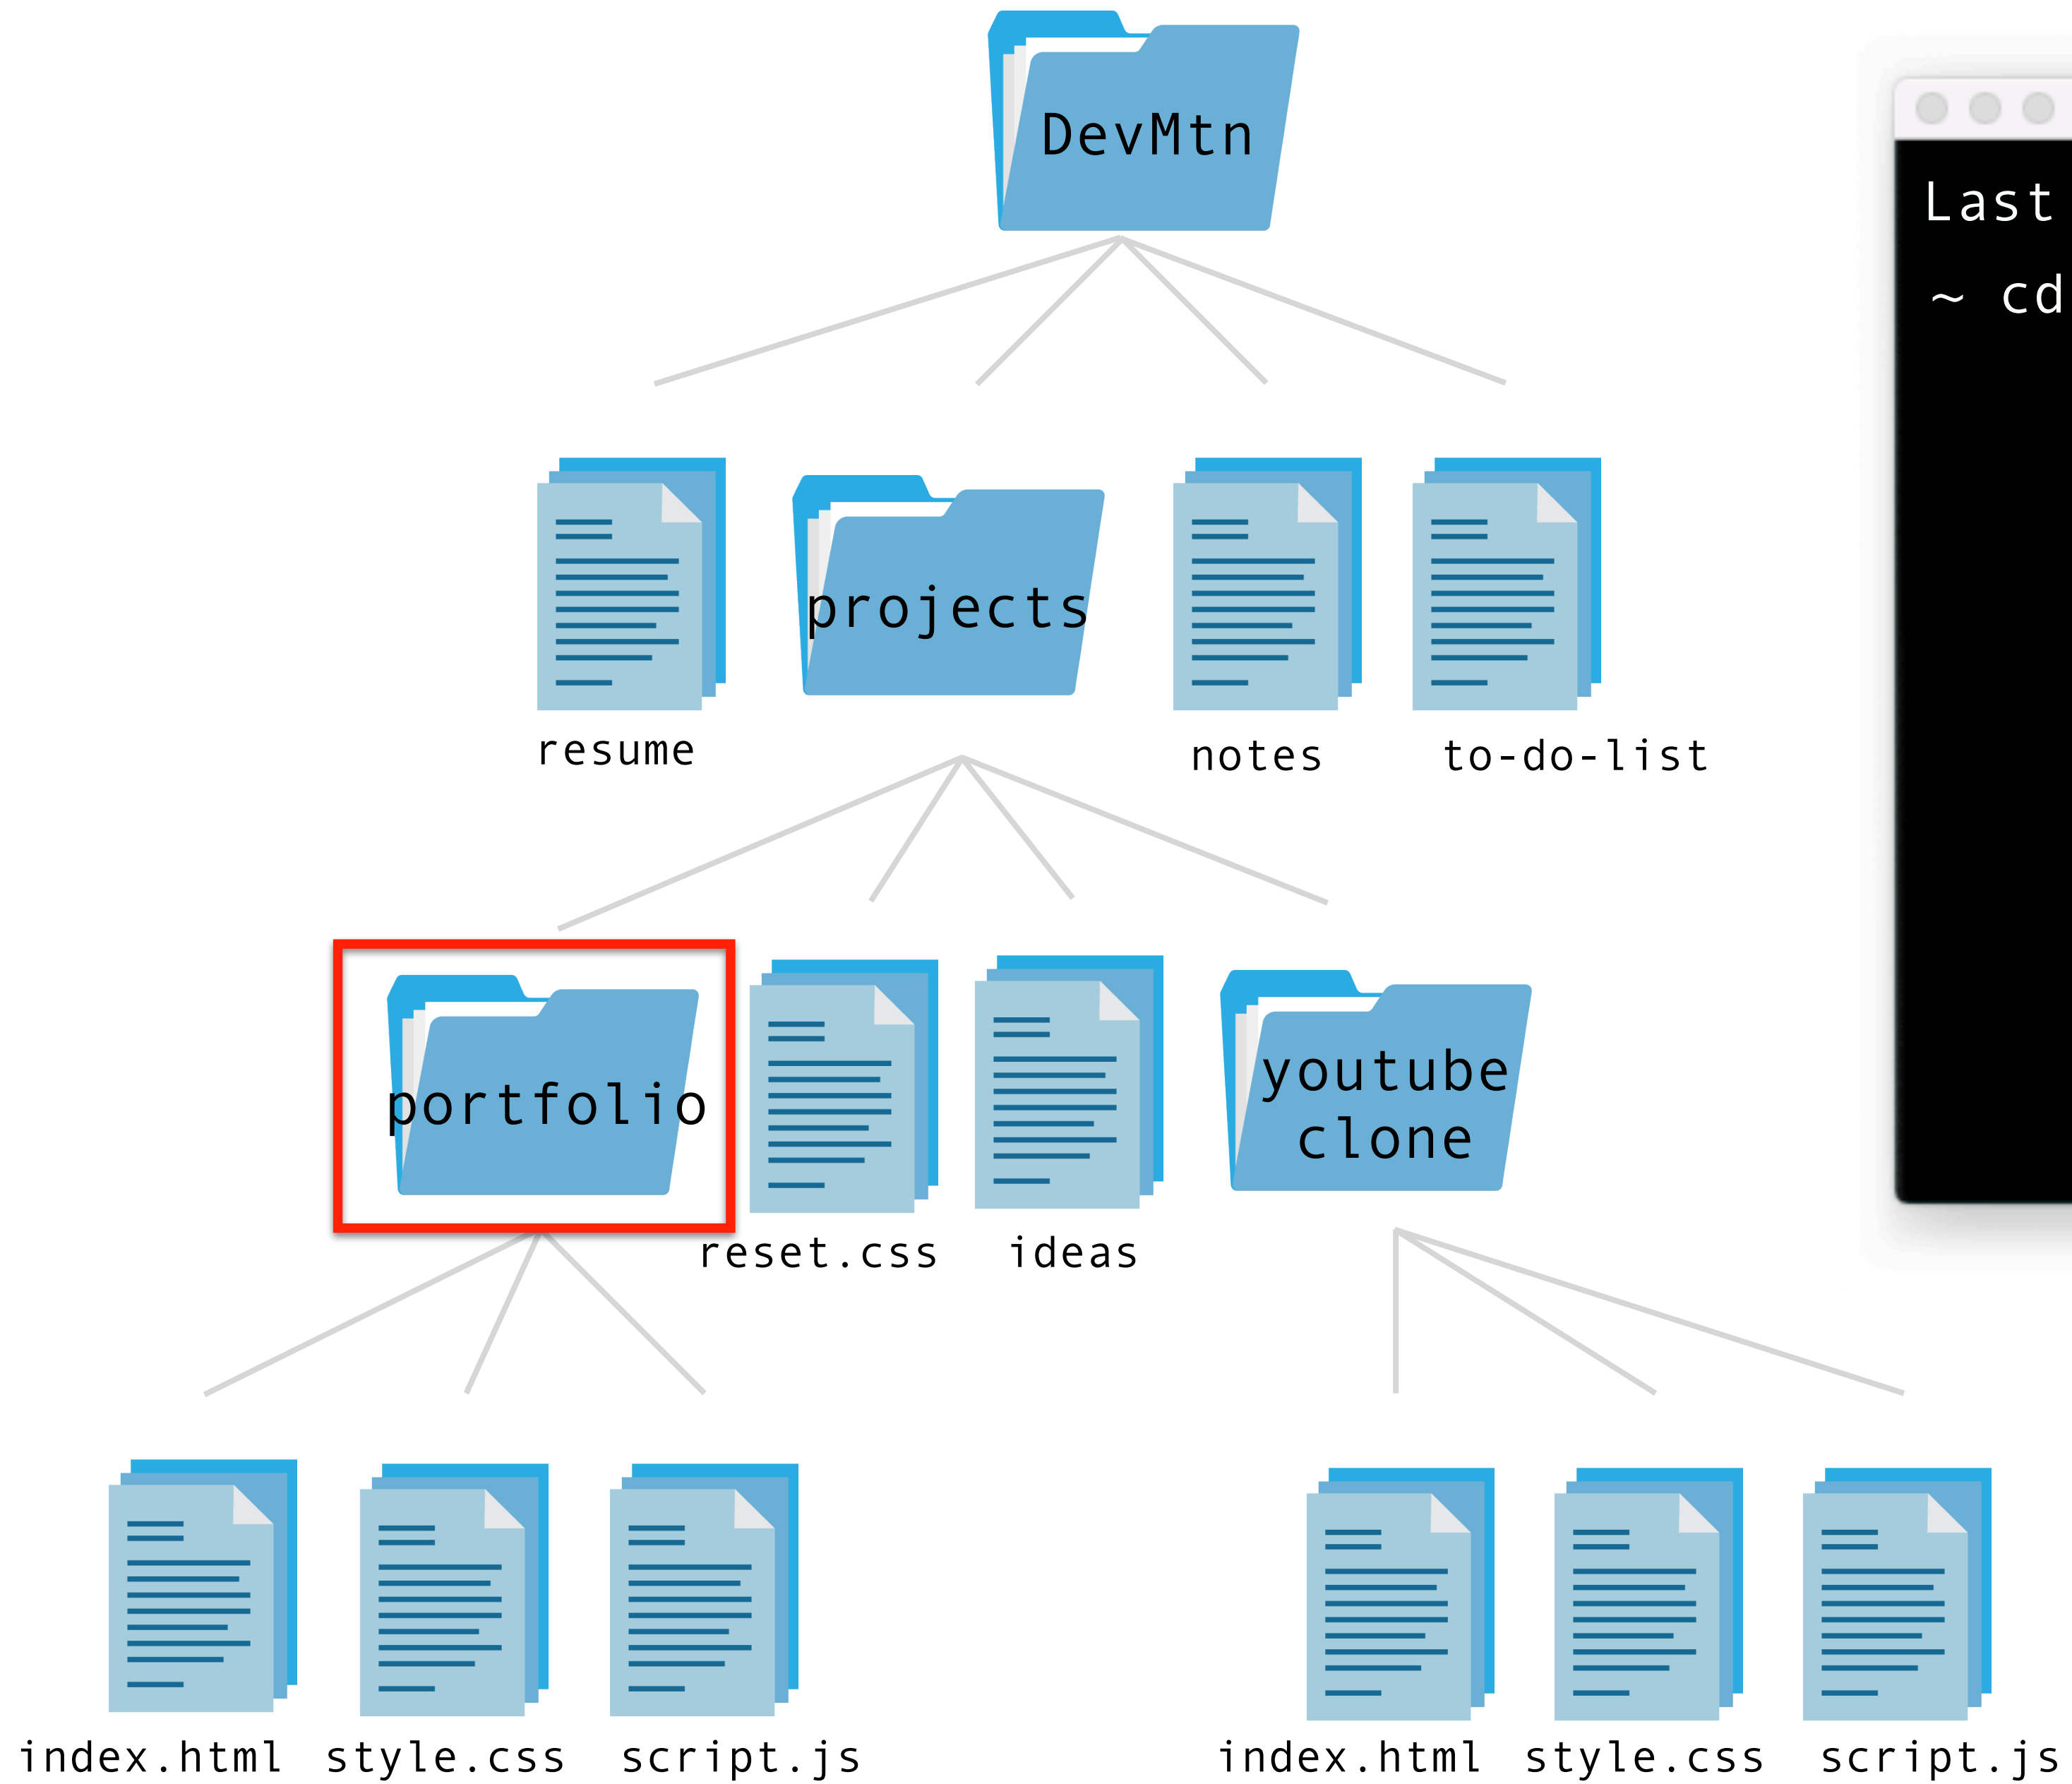 DevMtn
Last
~ cd
projects
resume
notes
to-do-list
portfolio
youtube
clone
reset.css
ideas
index.html
style.css
script.js
index.html
style.css
script.js